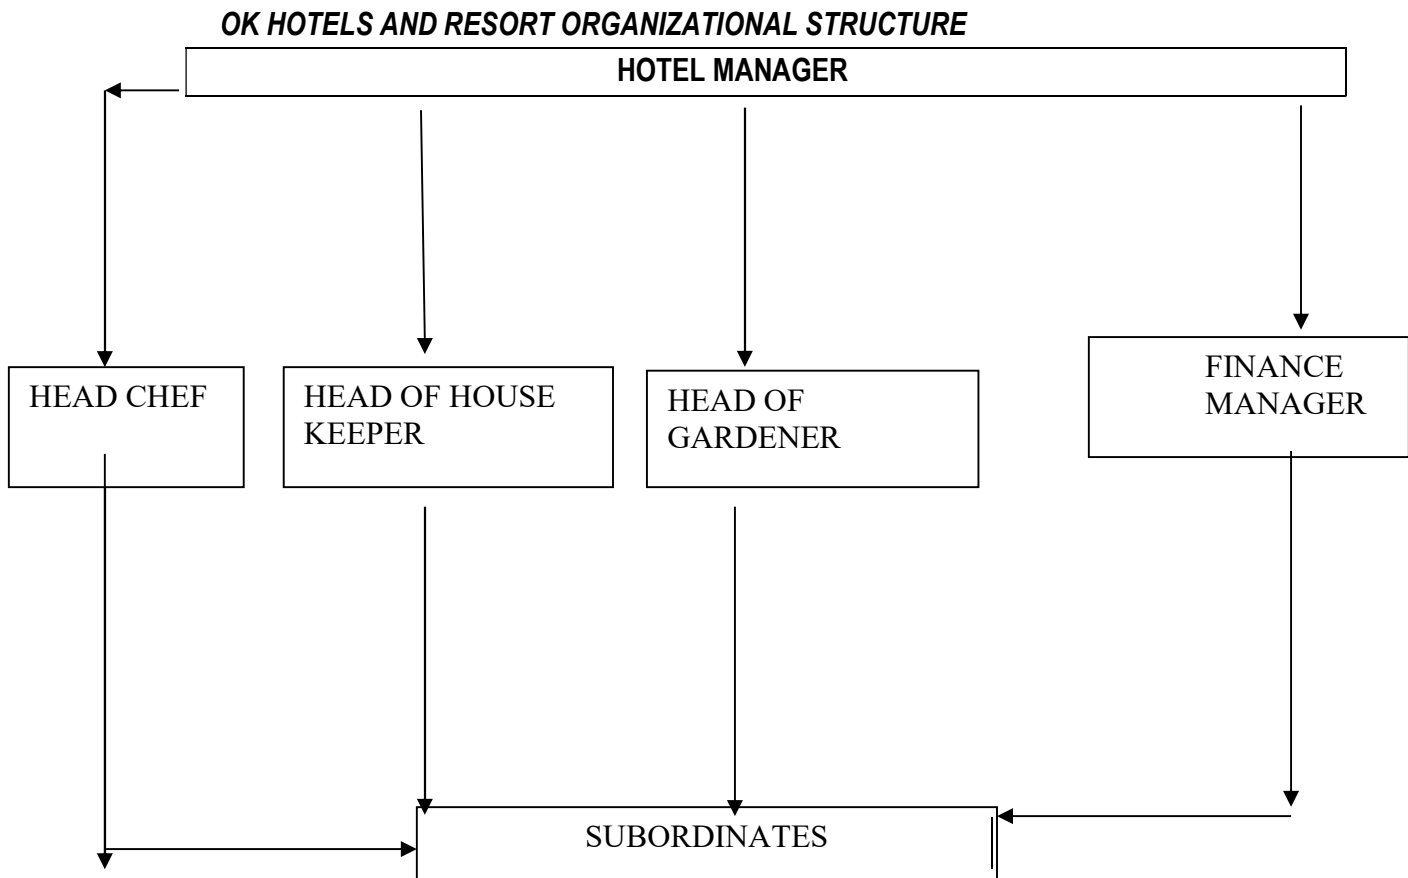 OK HOTELS AND RESORT ORGANIZATIONAL STRUCTURE
HOTEL MANAGER
HEAD CHEF
HEAD OF HOUSE
KEEPER
HEAD OF
GARDENER
FINANCE
MANAGER
SUBORDINATES